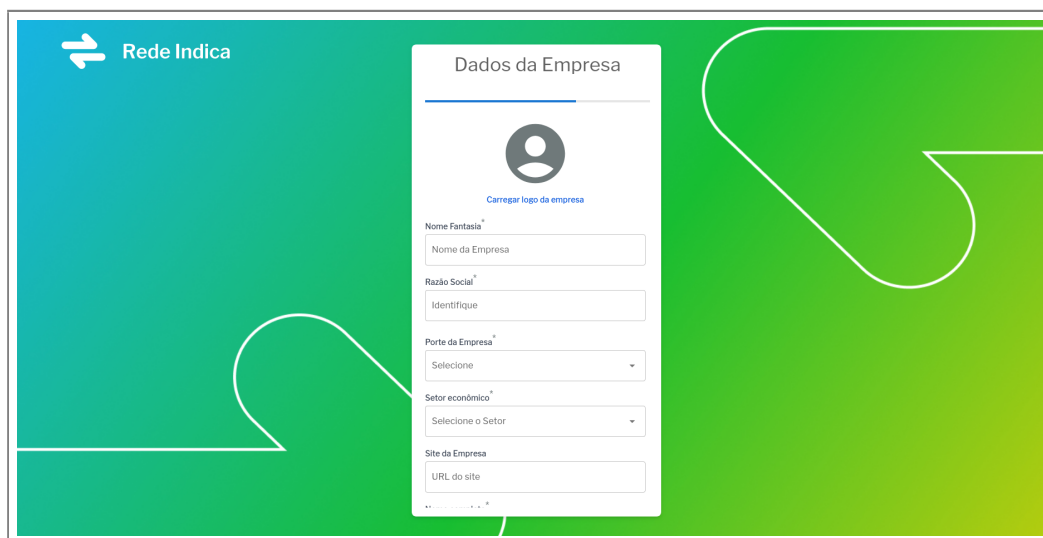 Rede Indica
Dados da Empresa
Carregar logo da empresa
Nome Fantasia*
Nome da Empresa
Razão Social*
Identifique
Porte da Empresa*
Selecione
Setor econômico*
Selecione o Setor
Site da Empresa
URL do site